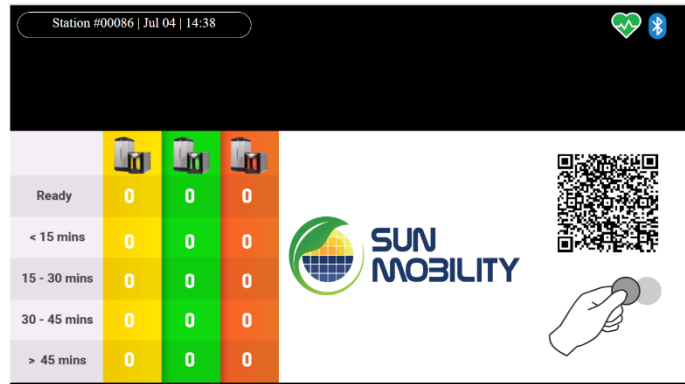 Station #00086 | Jul 04 | 14:38
Ready 0 0 0
< 15 mins 0 0 0
15 - 30 mins 0 0 0
30 - 45 mins 0 0 0
> 45 mins 0 0 0
SUN
MOBILITY